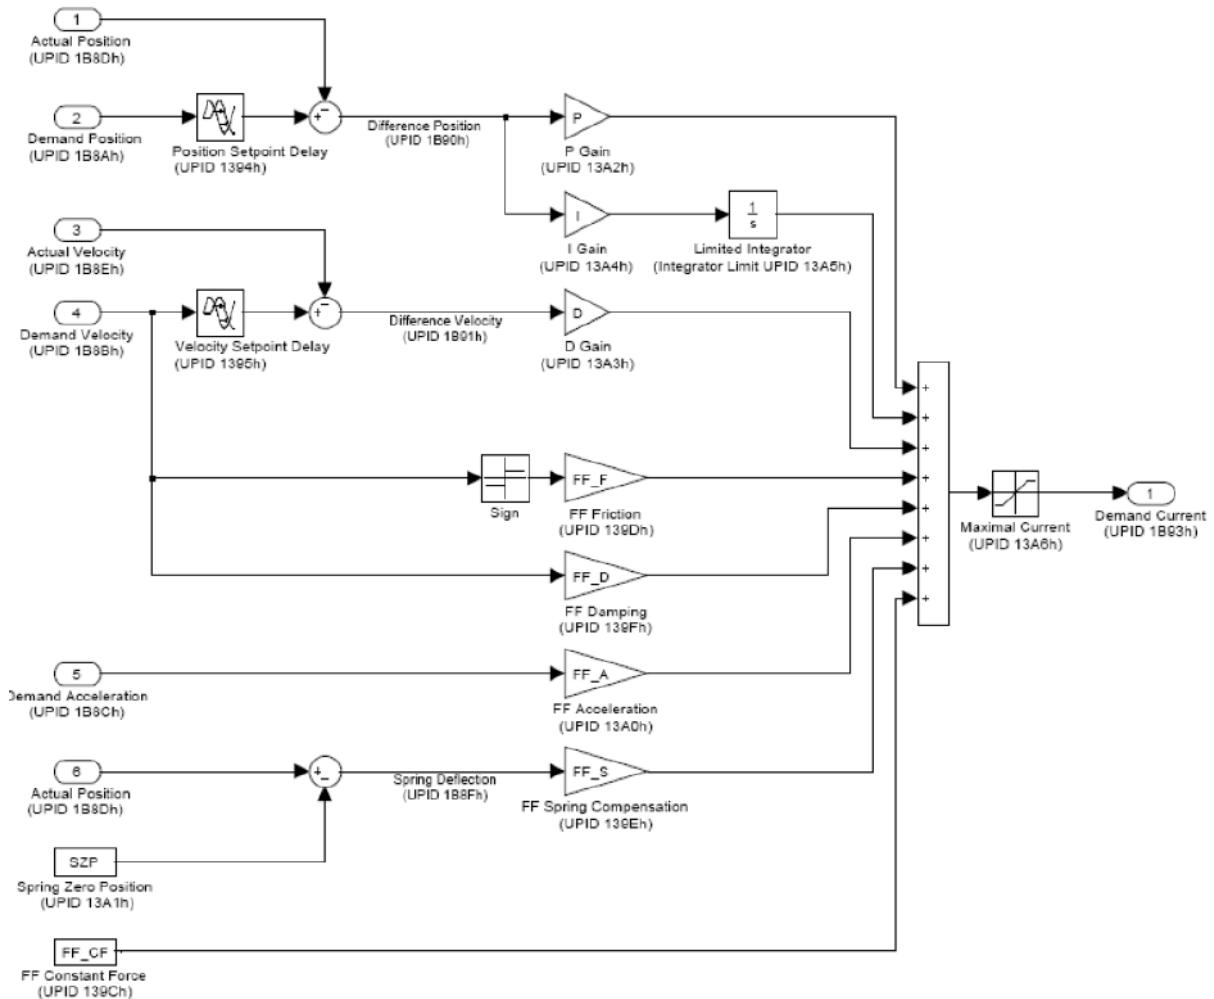 1
Actual Position
(UPID 1B8Dh)
2
Demand Position
(UPID 1B8Ah)
Position Setpoint Delay
(UPID 1394h)
+
−
Difference Position
(UPID 1B90h)
P
P Gain
(UPID 13A2h)
I
I Gain
(UPID 13A4h)
1
s
Limited Integrator
(Integrator Limit UPID 13A5h)
3
Actual Velocity
(UPID 1B8Eh)
4
Demand Velocity
(UPID 1B8Bh)
Velocity Setpoint Delay
(UPID 1395h)
+
−
Difference Velocity
(UPID 1B91h)
D
D Gain
(UPID 13A3h)
Sign
FF_F
FF Friction
(UPID 139Dh)
FF_D
FF Damping
(UPID 139Fh)
5
Demand Acceleration
(UPID 1B8Ch)
FF_A
FF Acceleration
(UPID 13A0h)
6
Actual Position
(UPID 1B8Dh)
+
−
Spring Deflection
(UPID 1B8Fh)
FF_S
FF Spring Compensation
(UPID 139Eh)
SZP
Spring Zero Position
(UPID 13A1h)
FF_CF
FF Constant Force
(UPID 139Ch)
+
+
+
+
+
+
+
+
Maximal Current
(UPID 13A6h)
1
Demand Current
(UPID 1B93h)